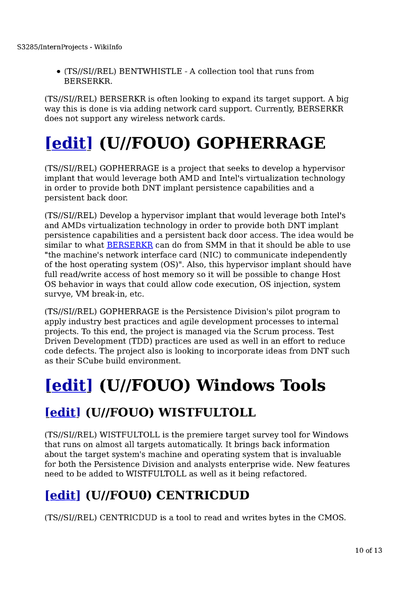 S3285/InternProjects - WikiInfo
• (TS//SI//REL) BENTWHISTLE - A collection tool that runs from
BERSERKR.
(TS//SI//REL) BERSERKR is often looking to expand its target support. A big
way this is done is via adding network card support. Currently, BERSERKR
does not support any wireless network cards.
[edit] (U//FOUO) GOPHERRAGE
(TS//SI//REL) GOPHERRAGE is a project that seeks to develop a hypervisor
implant that would leverage both AMD and Intel's virtualization technology
in order to provide both DNT implant persistence capabilities and a
persistent back door.
(TS//SI//REL) Develop a hypervisor implant that would leverage both Intel's
and AMDs virtualization technology in order to provide both DNT implant
persistence capabilities and a persistent back door access. The idea would be
similar to what BERSERKR can do from SMM in that it should be able to use
"the machine's network interface card (NIC) to communicate independently
of the host operating system (OS)". Also, this hypervisor implant should have
full read/write access of host memory so it will be possible to change Host
OS behavior in ways that could allow code execution, OS injection, system
survye, VM break-in, etc.
(TS//SI//REL) GOPHERRAGE is the Persistence Division's pilot program to
apply industry best practices and agile development processes to internal
projects. To this end, the project is managed via the Scrum process. Test
Driven Development (TDD) practices are used as well in an effort to reduce
code defects. The project also is looking to incorporate ideas from DNT such
as their SCube build environment.
[edit] (U//FOUO) Windows Tools
[edit] (U//FOUO) WISTFULTOLL
(TS//SI//REL) WISTFULTOLL is the premiere target survey tool for Windows
that runs on almost all targets automatically. It brings back information
about the target system's machine and operating system that is invaluable
for both the Persistence Division and analysts enterprise wide. New features
need to be added to WISTFULTOLL as well as it being refactored.
[edit] (U//FOU0) CENTRICDUD
(TS//SI//REL) CENTRICDUD is a tool to read and writes bytes in the CMOS.
10 of 13